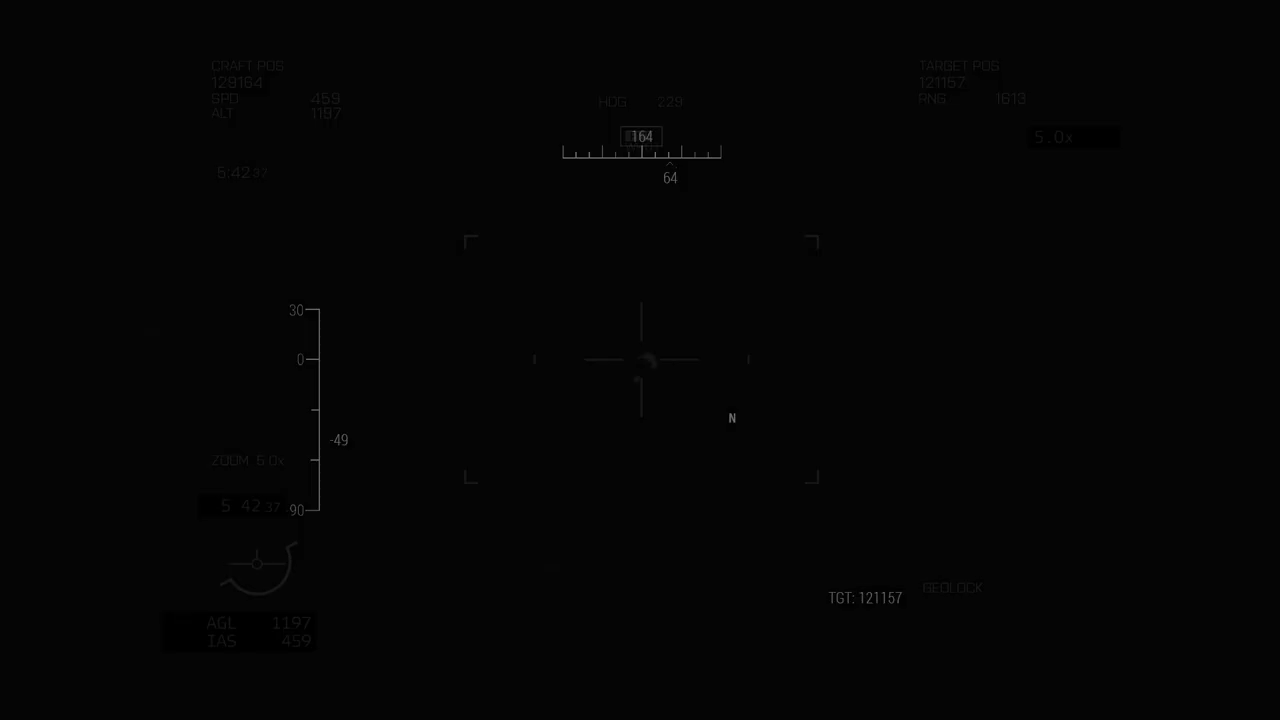 CRAFT POS
129164
SPD 459
ALT 1197
HDG 229
TARGET POS
121157
RNG 1613
164
5.0x
5:42 37
64
30
0
-49
N
ZOOM 5.0x
5 42 37
-90
TGT: 121157
GEOLOCK
AGL 1197
IAS 459